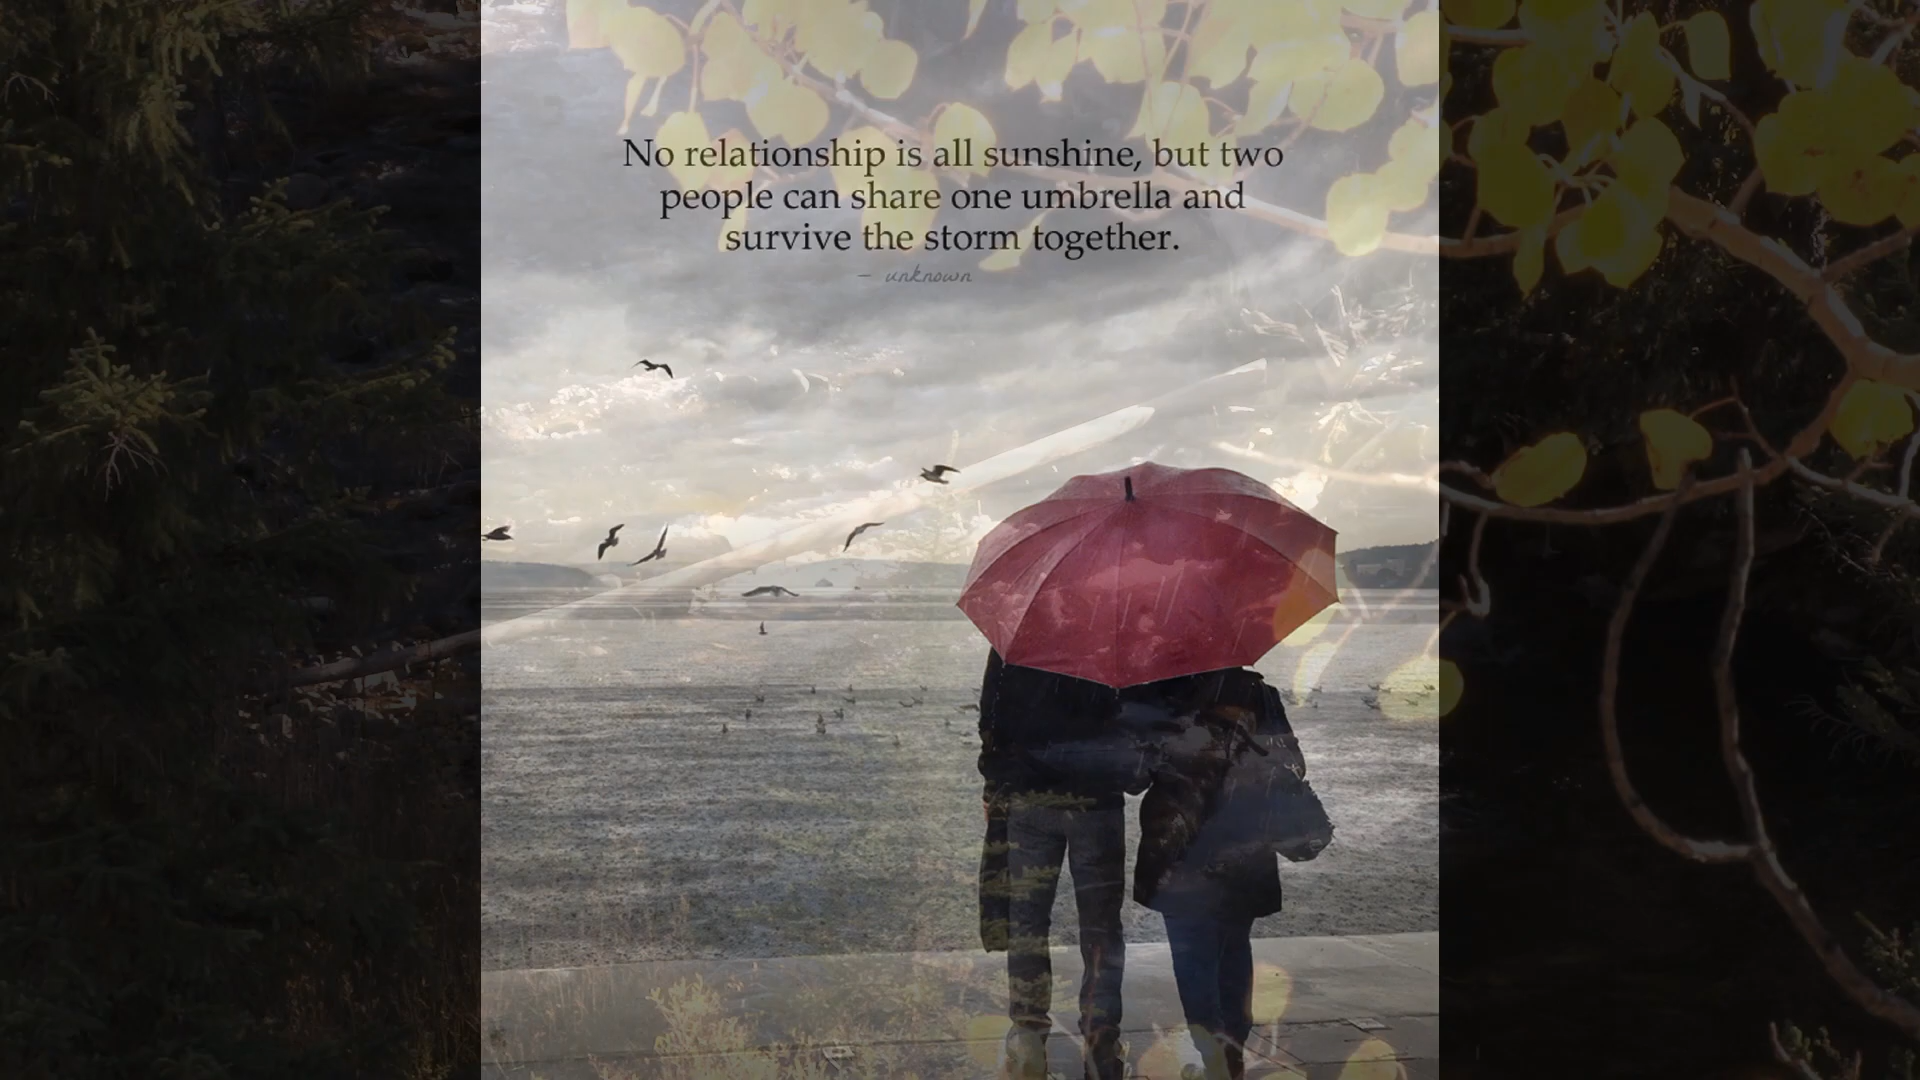 No relationship is all sunshine, but two
people can share one umbrella and
survive the storm together.
– unknown